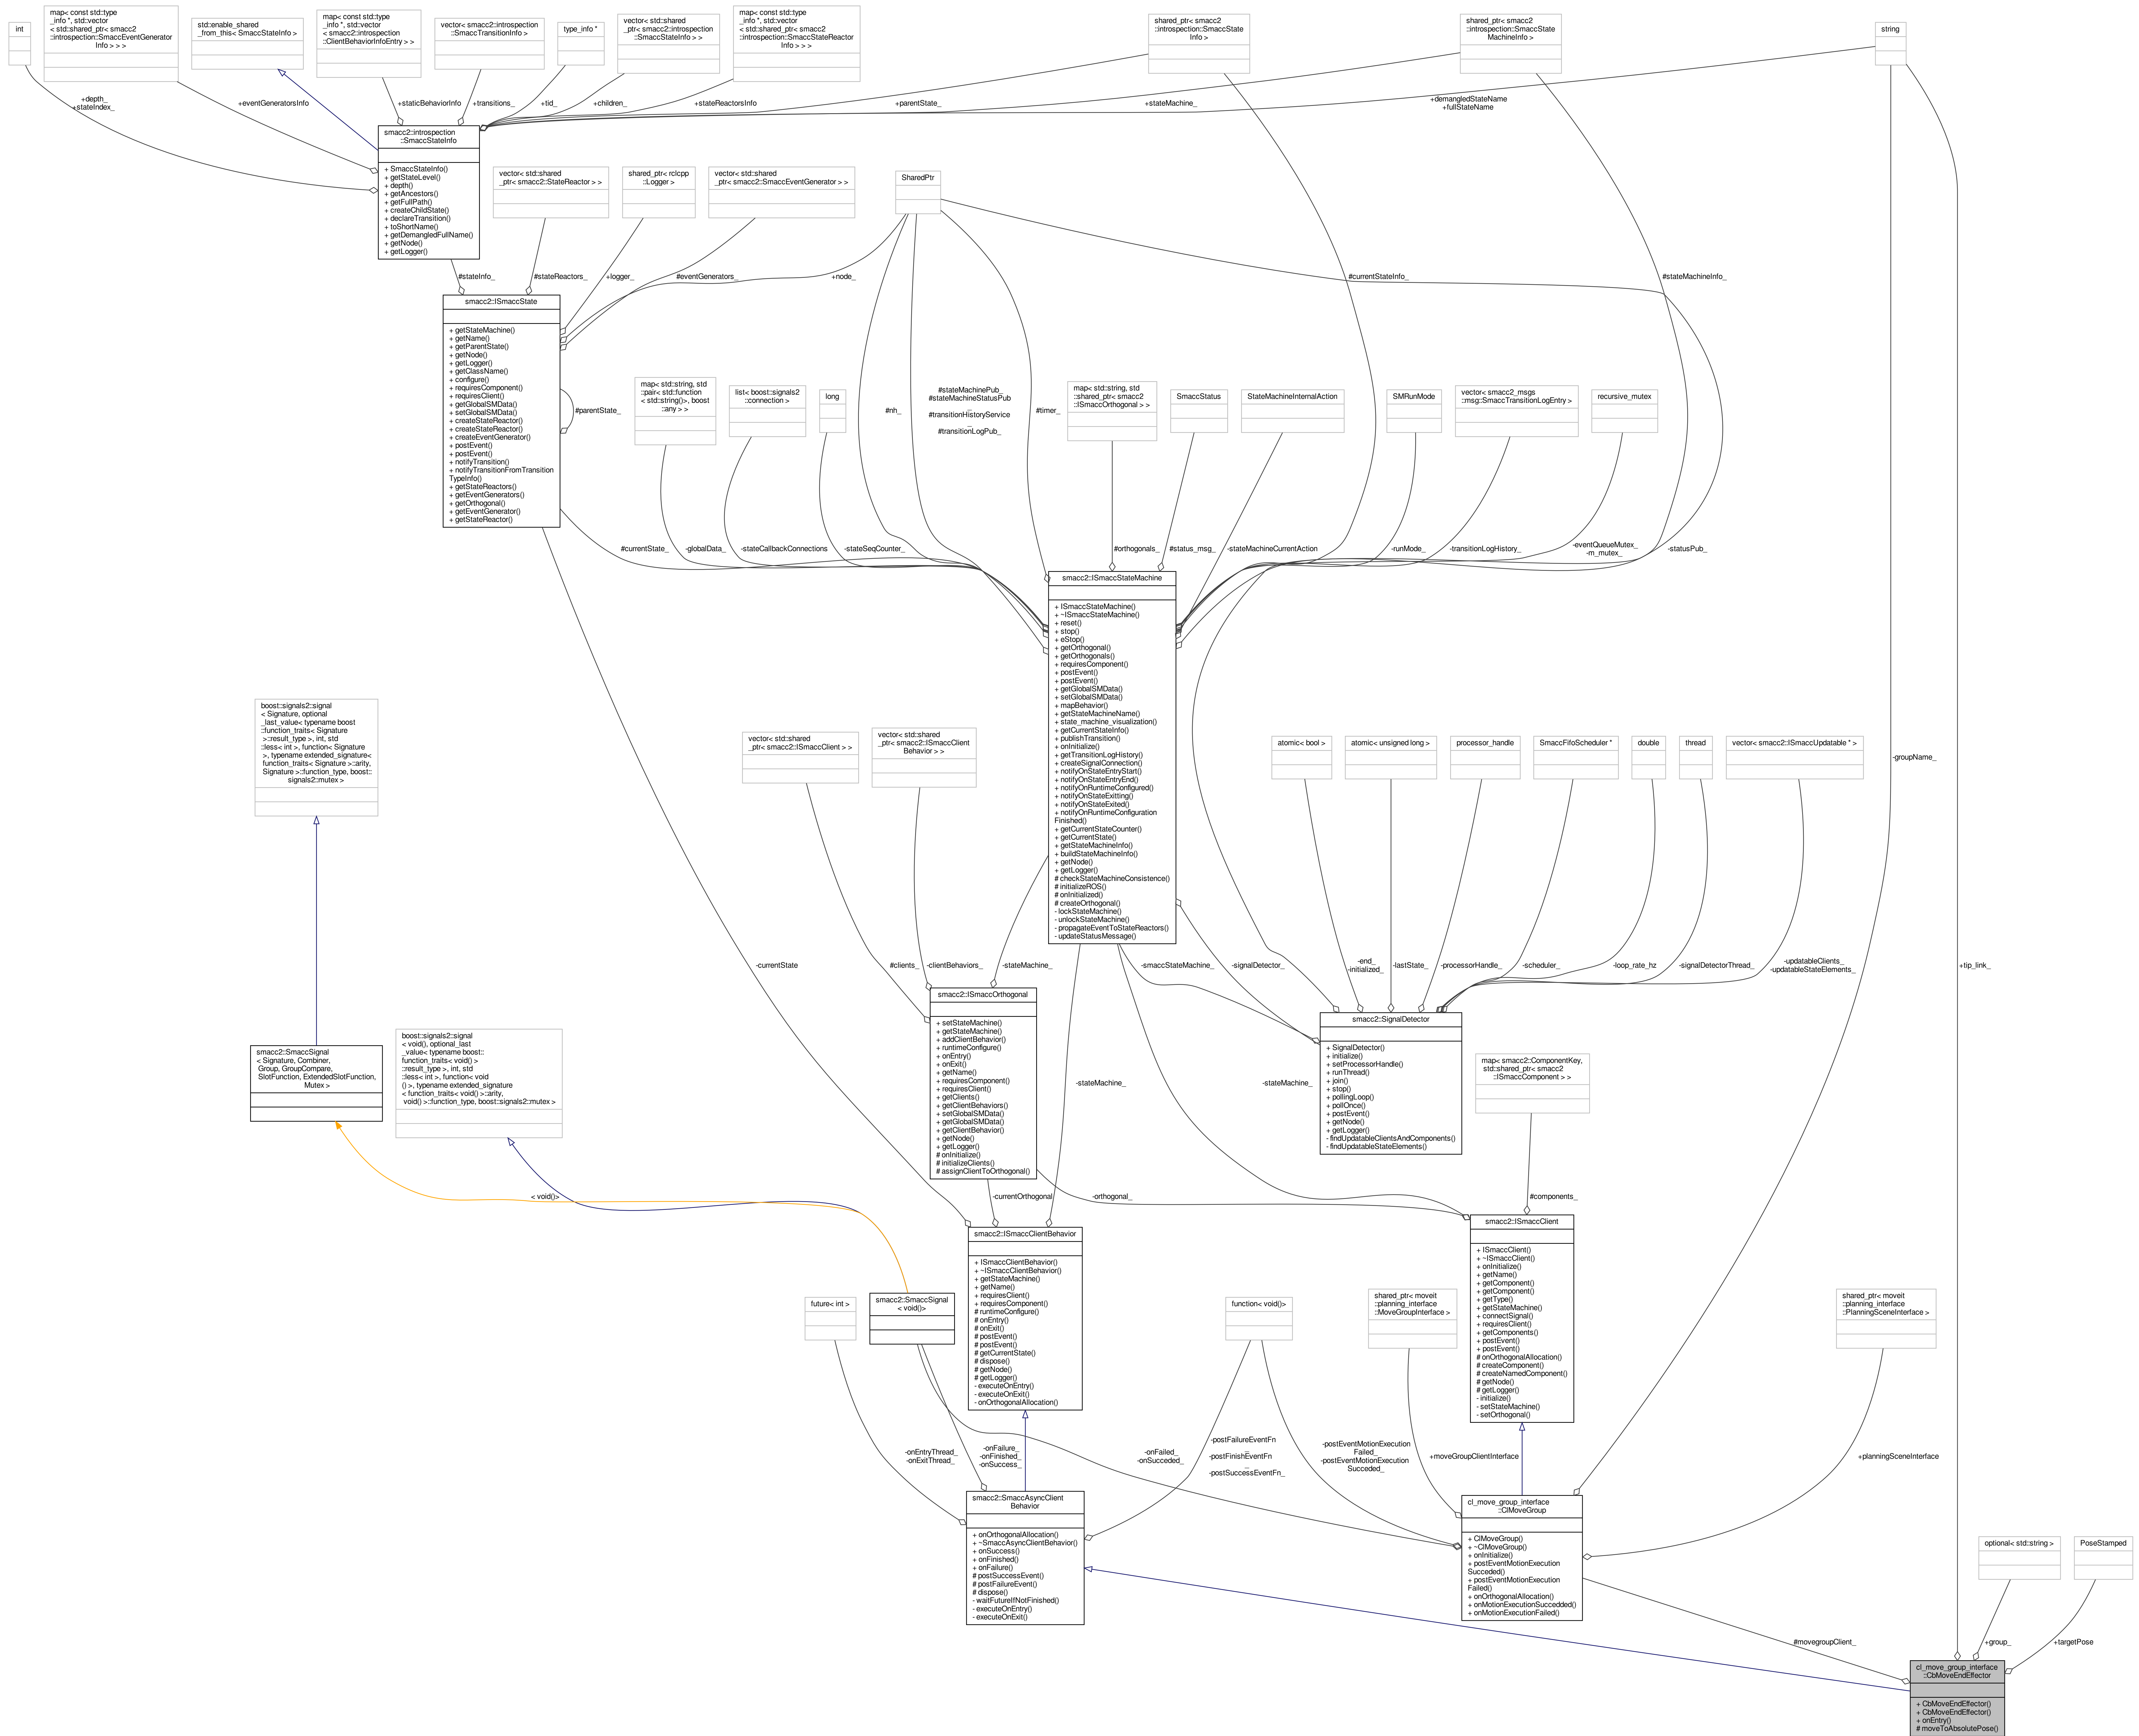 int
map< const std::type
_info *, std::vector
< std::shared_ptr< smacc2
::introspection::SmaccEventGenerator
Info > > >
std::enable_shared
_from_this< SmaccStateInfo >
map< const std::type
_info *, std::vector
< smacc2::introspection
::ClientBehaviorInfoEntry > >
vector< smacc2::introspection
::SmaccTransitionInfo >
type_info *
vector< std::shared
_ptr< smacc2::introspection
::SmaccStateInfo > >
map< const std::type
_info *, std::vector
< std::shared_ptr< smacc2
::introspection::SmaccStateReactor
Info > > >
shared_ptr< smacc2
::introspection::SmaccState
Info >
shared_ptr< smacc2
::introspection::SmaccState
MachineInfo >
string
+depth_
+stateIndex_
+eventGeneratorsInfo
+staticBehaviorInfo
+transitions_
+tid_
+children_
+stateReactorsInfo
+parentState_
+stateMachine_
+demangledStateName
+fullStateName
smacc2::introspection
::SmaccStateInfo
+ SmaccStateInfo()
+ getStateLevel()
+ depth()
+ getAncestors()
+ getFullPath()
+ createChildState()
+ declareTransition()
+ toShortName()
+ getDemangledFullName()
+ getNode()
+ getLogger()
vector< std::shared
_ptr< smacc2::StateReactor > >
shared_ptr< rclcpp
::Logger >
vector< std::shared
_ptr< smacc2::SmaccEventGenerator > >
SharedPtr
#stateInfo_
#stateReactors_
+logger_
#eventGenerators_
+node_
#currentStateInfo_
#stateMachineInfo_
smacc2::ISmaccState
+ getStateMachine()
+ getName()
+ getParentState()
+ getNode()
+ getLogger()
+ getClassName()
+ configure()
+ requiresComponent()
+ requiresClient()
+ getGlobalSMData()
+ setGlobalSMData()
+ createStateReactor()
+ createStateReactor()
+ createEventGenerator()
+ postEvent()
+ postEvent()
+ notifyTransition()
+ notifyTransitionFromTransition
TypeInfo()
+ getStateReactors()
+ getEventGenerators()
+ getOrthogonal()
+ getEventGenerator()
+ getStateReactor()
#parentState_
map< std::string, std
::pair< std::function
< std::string()>, boost
::any > >
list< boost::signals2
::connection >
long
#nh_
#stateMachinePub_
#stateMachineStatusPub
_
#transitionHistoryService
_
#transitionLogPub_
#timer_
map< std::string, std
::shared_ptr< smacc2
::ISmaccOrthogonal > >
SmaccStatus
StateMachineInternalAction
SMRunMode
vector< smacc2_msgs
::msg::SmaccTransitionLogEntry >
recursive_mutex
#currentState_
-globalData_
-stateCallbackConnections
-stateSeqCounter_
#orthogonals_
#status_msg_
-stateMachineCurrentAction
-runMode_
-transitionLogHistory_
-eventQueueMutex_
-m_mutex_
-statusPub_
smacc2::ISmaccStateMachine
+ ISmaccStateMachine()
+ ~ISmaccStateMachine()
+ reset()
+ stop()
+ eStop()
+ getOrthogonal()
+ getOrthogonals()
+ requiresComponent()
+ postEvent()
+ postEvent()
+ getGlobalSMData()
+ setGlobalSMData()
+ mapBehavior()
+ getStateMachineName()
+ state_machine_visualization()
+ getCurrentStateInfo()
+ publishTransition()
+ onInitialize()
+ getTransitionLogHistory()
+ createSignalConnection()
+ notifyOnStateEntryStart()
+ notifyOnStateEntryEnd()
+ notifyOnRuntimeConfigured()
+ notifyOnStateExitting()
+ notifyOnStateExited()
+ notifyOnRuntimeConfiguration
Finished()
+ getCurrentStateCounter()
+ getCurrentState()
+ getStateMachineInfo()
+ buildStateMachineInfo()
+ getNode()
+ getLogger()
# checkStateMachineConsistence()
# initializeROS()
# onInitialized()
# createOrthogonal()
- lockStateMachine()
- unlockStateMachine()
- propagateEventToStateReactors()
- updateStatusMessage()
boost::signals2::signal
< Signature, optional
_last_value< typename boost
::function_traits< Signature
>::result_type >, int, std
::less< int >, function< Signature
>, typename extended_signature<
function_traits< Signature >::arity,
Signature >::function_type, boost::
signals2::mutex >
vector< std::shared
_ptr< smacc2::ISmaccClient > >
vector< std::shared
_ptr< smacc2::ISmaccClient
Behavior > >
atomic< bool >
atomic< unsigned long >
processor_handle
SmaccFifoScheduler *
double
thread
vector< smacc2::ISmaccUpdatable * >
-groupName_
-currentState
#clients_
-clientBehaviors_
-stateMachine_
-smaccStateMachine_
-signalDetector_
-end_
-initialized_
-lastState_
-processorHandle_
-scheduler_
-loop_rate_hz
-signalDetectorThread_
-updatableClients_
-updatableStateElements_
+tip_link_
smacc2::ISmaccOrthogonal
+ setStateMachine()
+ getStateMachine()
+ addClientBehavior()
+ runtimeConfigure()
+ onEntry()
+ onExit()
+ getName()
+ requiresComponent()
+ requiresClient()
+ getClients()
+ getClientBehaviors()
+ setGlobalSMData()
+ getGlobalSMData()
+ getClientBehavior()
+ getNode()
+ getLogger()
# onInitialize()
# initializeClients()
# assignClientToOrthogonal()
smacc2::SignalDetector
+ SignalDetector()
+ initialize()
+ setProcessorHandle()
+ runThread()
+ join()
+ stop()
+ pollingLoop()
+ pollOnce()
+ postEvent()
+ getNode()
+ getLogger()
- findUpdatableClientsAndComponents()
- findUpdatableStateElements()
smacc2::SmaccSignal
< Signature, Combiner,
Group, GroupCompare,
SlotFunction, ExtendedSlotFunction,
Mutex >
boost::signals2::signal
< void(), optional_last
_value< typename boost::
function_traits< void() >
::result_type >, int, std
::less< int >, function< void
() >, typename extended_signature
< function_traits< void() >::arity,
void() >::function_type, boost::signals2::mutex >
map< smacc2::ComponentKey,
std::shared_ptr< smacc2
::ISmaccComponent > >
-stateMachine_
-stateMachine_
< void()>
-currentOrthogonal
-orthogonal_
#components_
smacc2::ISmaccClientBehavior
+ ISmaccClientBehavior()
+ ~ISmaccClientBehavior()
+ getStateMachine()
+ getName()
+ requiresClient()
+ requiresComponent()
# runtimeConfigure()
# onEntry()
# onExit()
# postEvent()
# postEvent()
# getCurrentState()
# dispose()
# getNode()
# getLogger()
- executeOnEntry()
- executeOnExit()
- onOrthogonalAllocation()
smacc2::ISmaccClient
+ ISmaccClient()
+ ~ISmaccClient()
+ onInitialize()
+ getName()
+ getComponent()
+ getComponent()
+ getType()
+ getStateMachine()
+ connectSignal()
+ requiresClient()
+ getComponents()
+ postEvent()
+ postEvent()
# onOrthogonalAllocation()
# createComponent()
# createNamedComponent()
# getNode()
# getLogger()
- initialize()
- setStateMachine()
- setOrthogonal()
future< int >
smacc2::SmaccSignal
< void()>
function< void()>
shared_ptr< moveit
::planning_interface
::MoveGroupInterface >
shared_ptr< moveit
::planning_interface
::PlanningSceneInterface >
-onEntryThread_
-onExitThread_
-onFailure_
-onFinished_
-onSuccess_
-onFailed_
-onSucceded_
-postFailureEventFn
_
-postFinishEventFn
_
-postSuccessEventFn_
-postEventMotionExecution
Failed_
-postEventMotionExecution
Succeded_
+moveGroupClientInterface
+planningSceneInterface
smacc2::SmaccAsyncClient
Behavior
+ onOrthogonalAllocation()
+ ~SmaccAsyncClientBehavior()
+ onSuccess()
+ onFinished()
+ onFailure()
# postSuccessEvent()
# postFailureEvent()
# dispose()
- waitFutureIfNotFinished()
- executeOnEntry()
- executeOnExit()
cl_move_group_interface
::ClMoveGroup
+ ClMoveGroup()
+ ~ClMoveGroup()
+ onInitialize()
+ postEventMotionExecution
Succeded()
+ postEventMotionExecution
Failed()
+ onOrthogonalAllocation()
+ onMotionExecutionSuccedded()
+ onMotionExecutionFailed()
optional< std::string >
PoseStamped
#movegroupClient_
+group_
+targetPose
cl_move_group_interface
::CbMoveEndEffector
+ CbMoveEndEffector()
+ CbMoveEndEffector()
+ onEntry()
# moveToAbsolutePose()